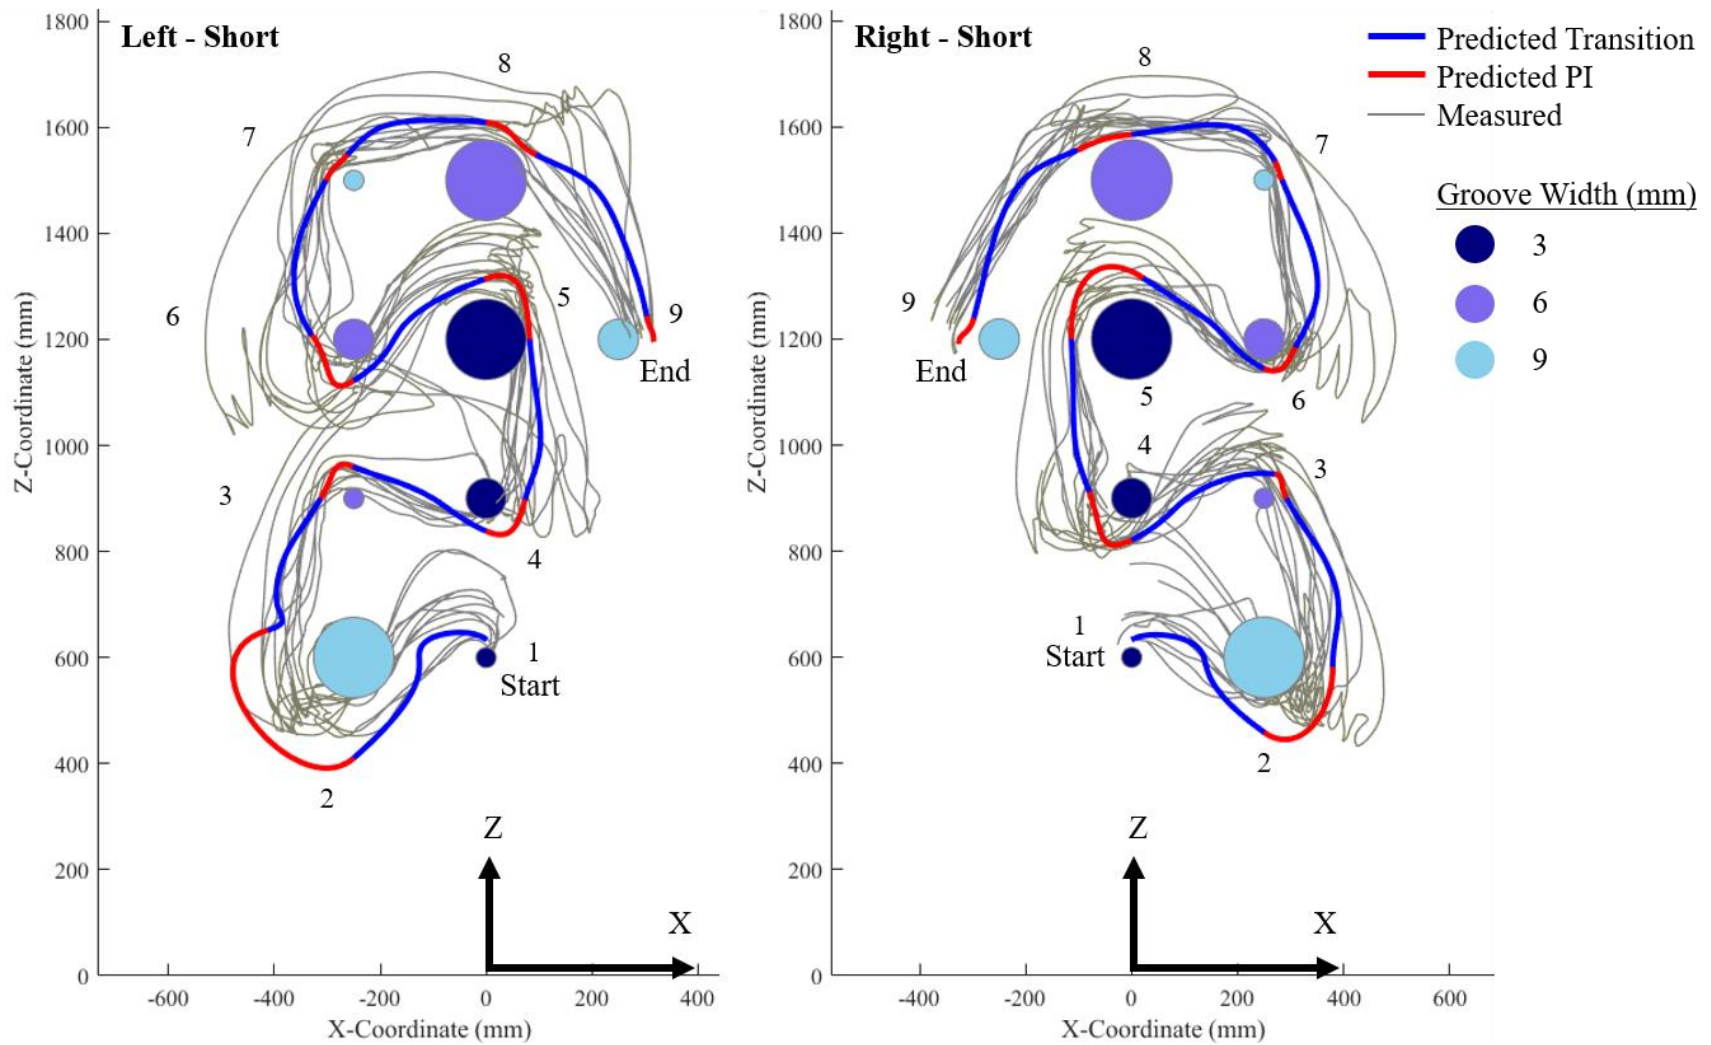 Left - Short
1800
1600
1400
1200
1000
800
600
400
200
0
Z-Coordinate (mm)
-600
-400
-200
0
200
400
X-Coordinate (mm)
8
7
6
5
9
End
3
4
1
Start
2
Z
X
Right - Short
1800
1600
1400
1200
1000
800
600
400
200
0
Z-Coordinate (mm)
-400
-200
0
200
400
600
X-Coordinate (mm)
8
7
9
End
5
6
4
3
1
Start
2
Z
X
Predicted Transition
Predicted PI
Measured
Groove Width (mm)
3
6
9